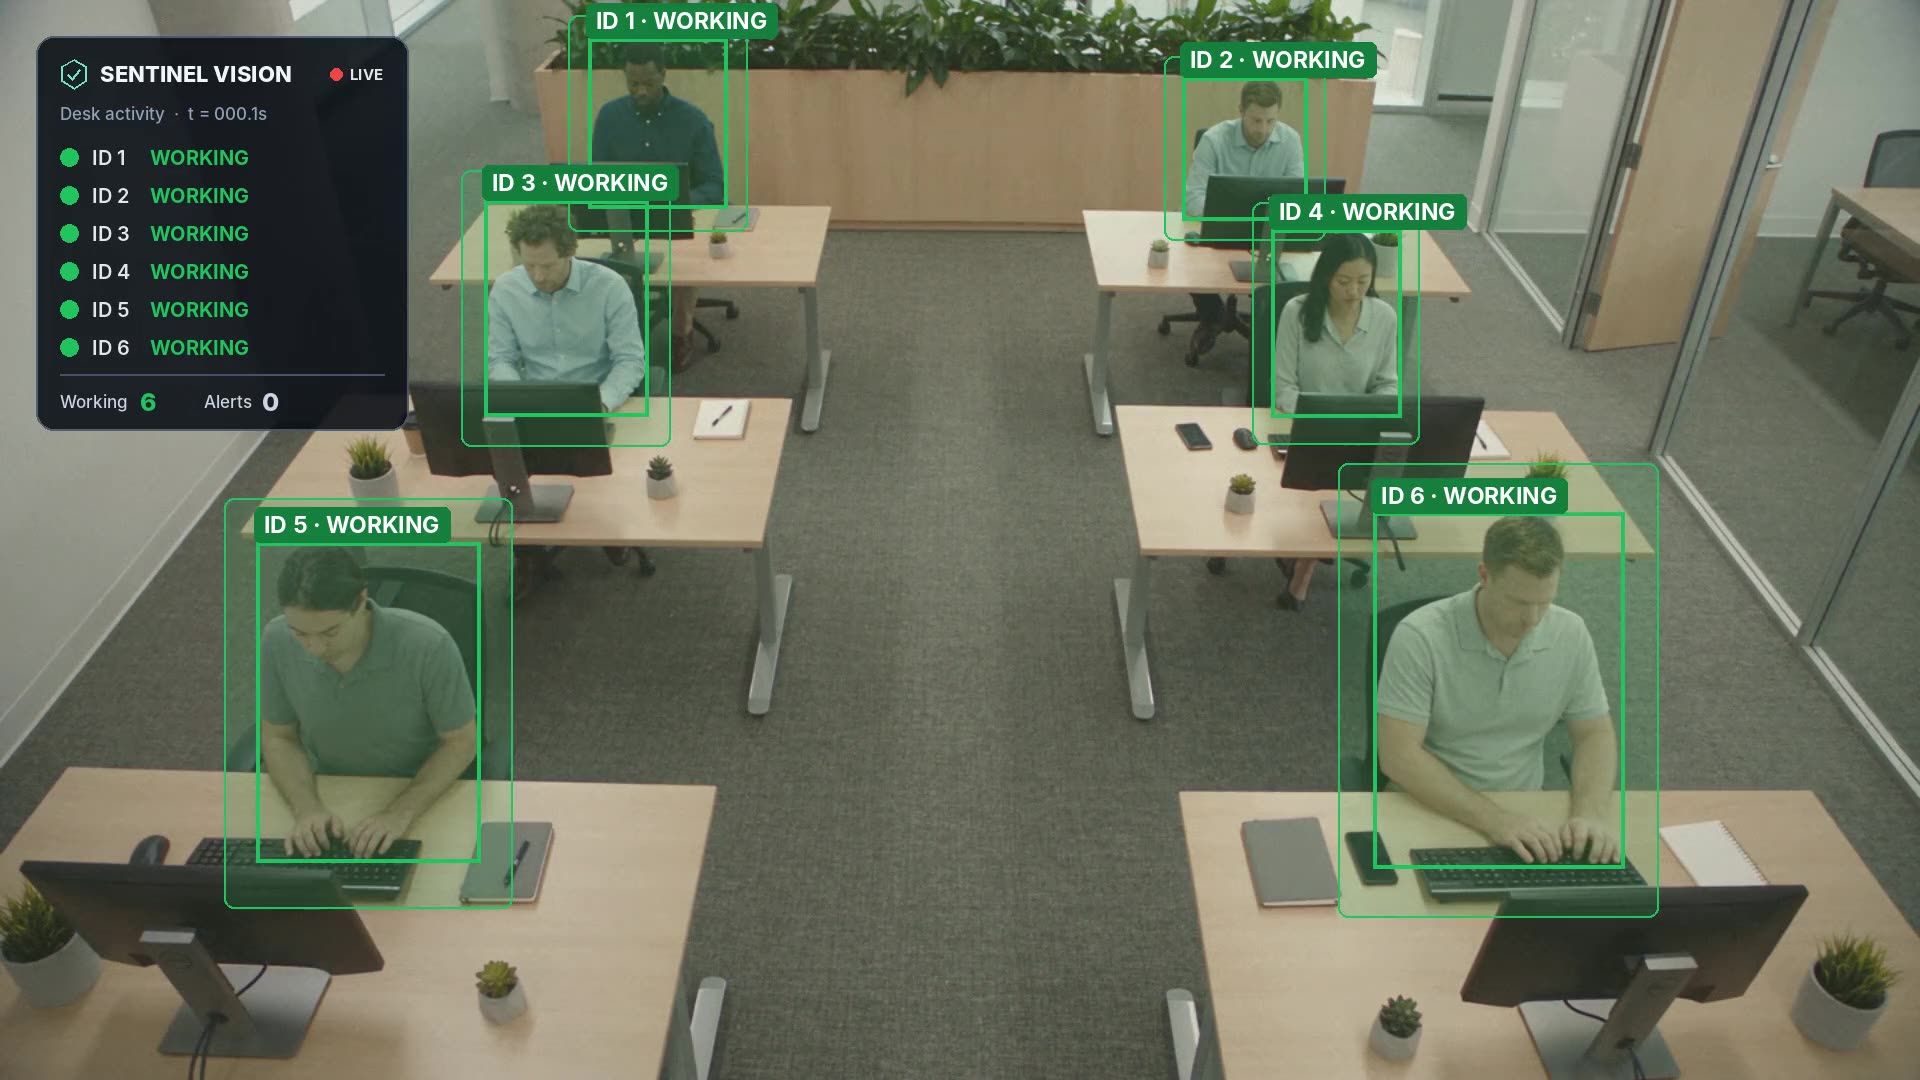 SENTINEL VISION LIVE
Desk activity · t = 000.1s
ID 1 WORKING
ID 2 WORKING
ID 3 WORKING
ID 4 WORKING
ID 5 WORKING
ID 6 WORKING
Working 6 Alerts 0
ID 1 · WORKING
ID 2 · WORKING
ID 3 · WORKING
ID 4 · WORKING
ID 5 · WORKING
ID 6 · WORKING